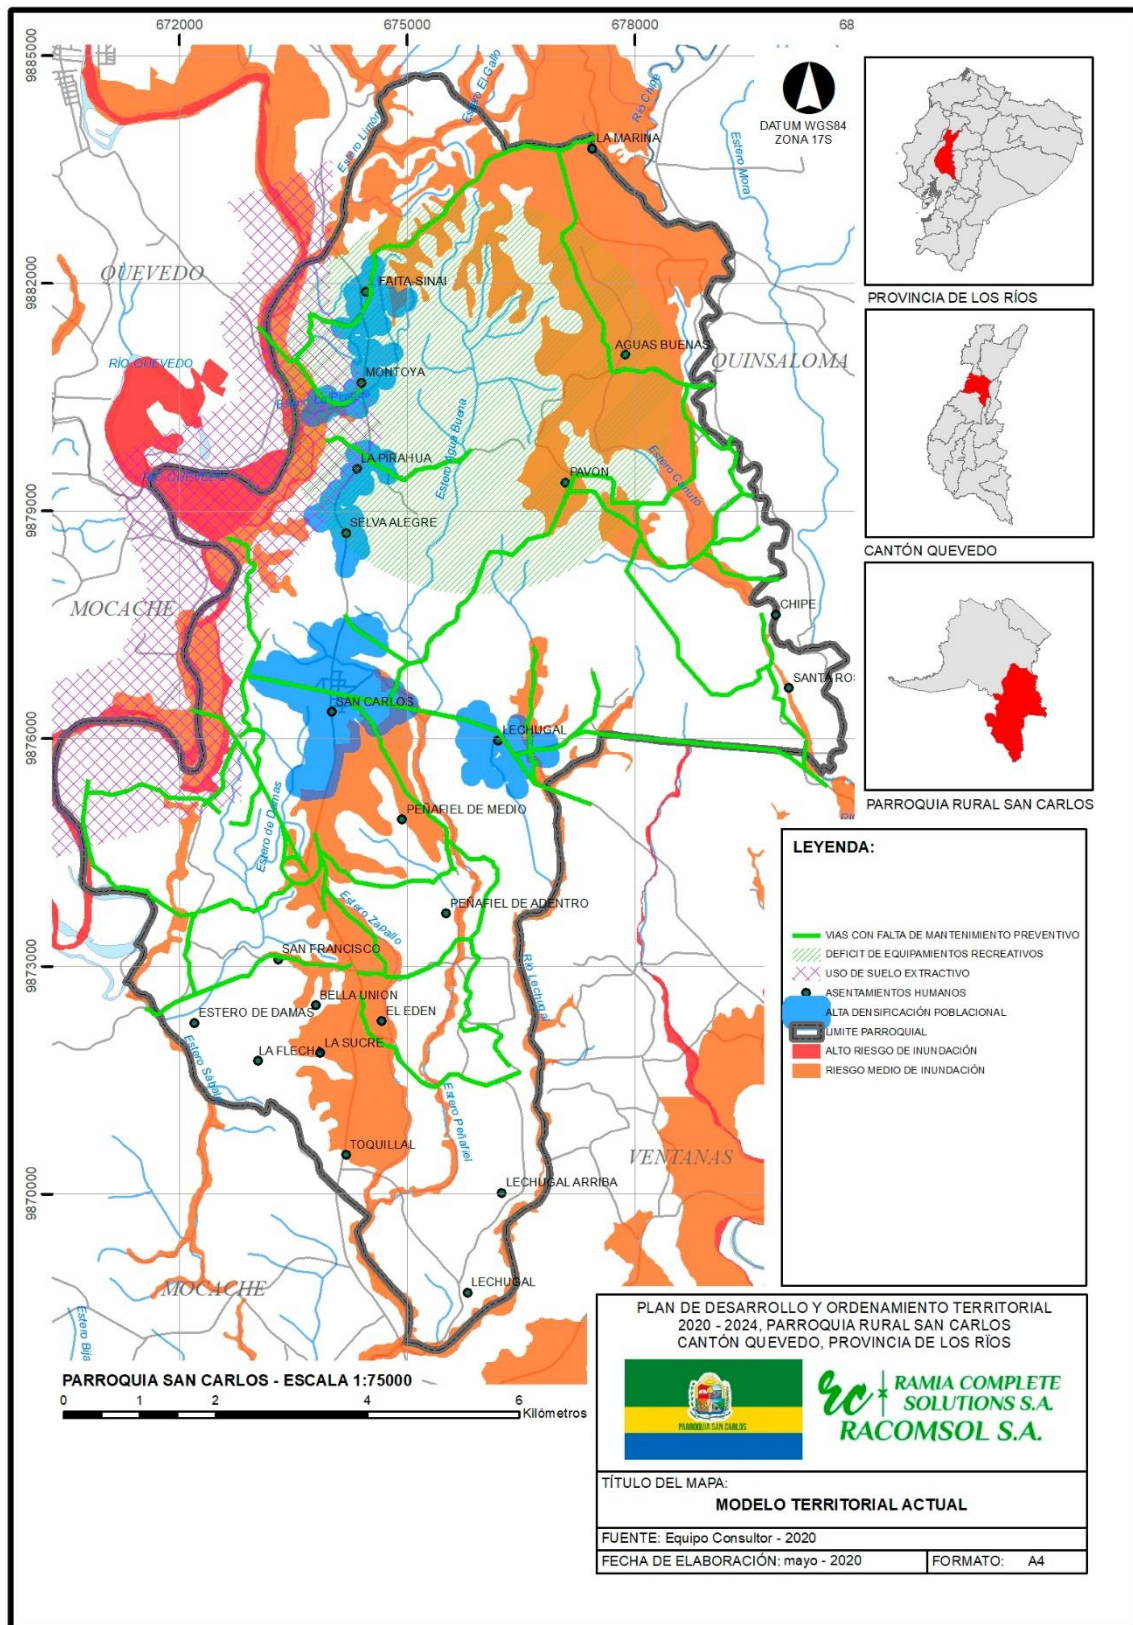 672000
675000
678000
68
9885000
9882000
9879000
9876000
9873000
9870000
DATUM WGS84
ZONA 17S
Estero El Gallo
Río Chipe
Estero Limón
Estero Mora
LA MARINA
QUEVEDO
FAITA-SINAI
RÍO QUEVEDO
AGUAS BUENAS
QUINSALOMA
MONTOYA
Estero Agua Buena
LA PIRAHUA
RÍO QUEVEDO
PAVON
Estero Canuto
SELVA ALEGRE
MOCACHE
CHIPE
SANTA ROS
SAN CARLOS
LECHUGAL
Estero de Damas
PEÑAFIEL DE MEDIO
Estero Zapallo
PEÑAFIEL DE ADENTRO
SAN FRANCISCO
Río Lechugal
BELLA UNION
ESTERO DE DAMAS
EL EDEN
LA FLECHA
LA SUCRE
Estero Peñafiel
TOQUILLAL
VENTANAS
LECHUGAL ARRIBA
MOCACHE
LECHUGAL
Estero Bija
PARROQUIA SAN CARLOS - ESCALA 1:75000
0 1 2 4 6
Kilómetros
PROVINCIA DE LOS RÍOS
CANTÓN QUEVEDO
PARROQUIA RURAL SAN CARLOS
LEYENDA:
VIAS CON FALTA DE MANTENIMIENTO PREVENTIVO
DEFICIT DE EQUIPAMIENTOS RECREATIVOS
USO DE SUELO EXTRACTIVO
ASENTAMIENTOS HUMANOS
ALTA DENSIFICACIÓN POBLACIONAL
LIMITE PARROQUIAL
ALTO RIESGO DE INUNDACIÓN
RIESGO MEDIO DE INUNDACIÓN
PLAN DE DESARROLLO Y ORDENAMIENTO TERRITORIAL
2020 - 2024, PARROQUIA RURAL SAN CARLOS
CANTÓN QUEVEDO, PROVINCIA DE LOS RÏOS
PARROQUIA SAN CARLOS
rc
RAMIA COMPLETE
SOLUTIONS S.A.
RACOMSOL S.A.
TÍTULO DEL MAPA:
MODELO TERRITORIAL ACTUAL
FUENTE: Equipo Consultor - 2020
FECHA DE ELABORACIÓN: mayo - 2020
FORMATO: A4